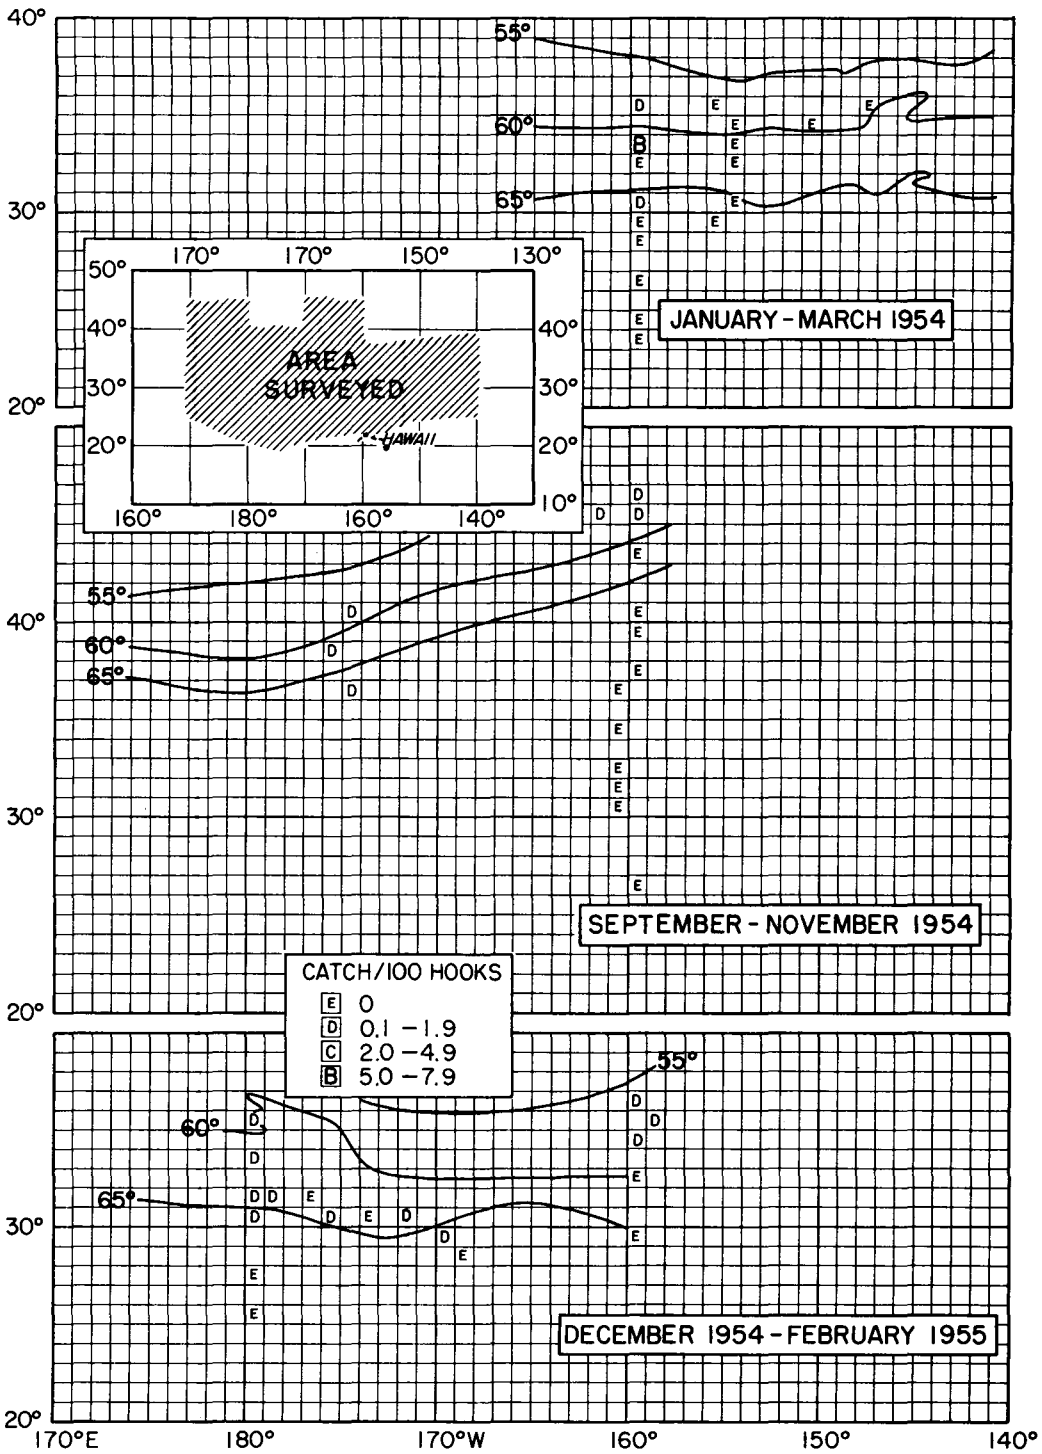 40°
55°
D E E
60° E E
B E
E E
65° D E
30°
E E
E
E
E
E
JANUARY - MARCH 1954
20°
170° 170° 150° 130°
50°
40° 40°
AREA
30° SURVEYED 30°
20° HAWAII 20°
10°
160° 180° 160° 140°
D
D D
E
55°
D E
40°
60° D E
65° D E
E
E
E
E
E
30°
E
SEPTEMBER - NOVEMBER 1954
20°
CATCH/100 HOOKS
E 0
D 0.1 - 1.9
C 2.0 - 4.9
B 5.0 - 7.9
55°
D
D D
60° D
D E
65° D D E
D D E D
30°
D E
E
E
E
DECEMBER 1954 - FEBRUARY 1955
20°
170°E 180° 170°W 160° 150° 140°